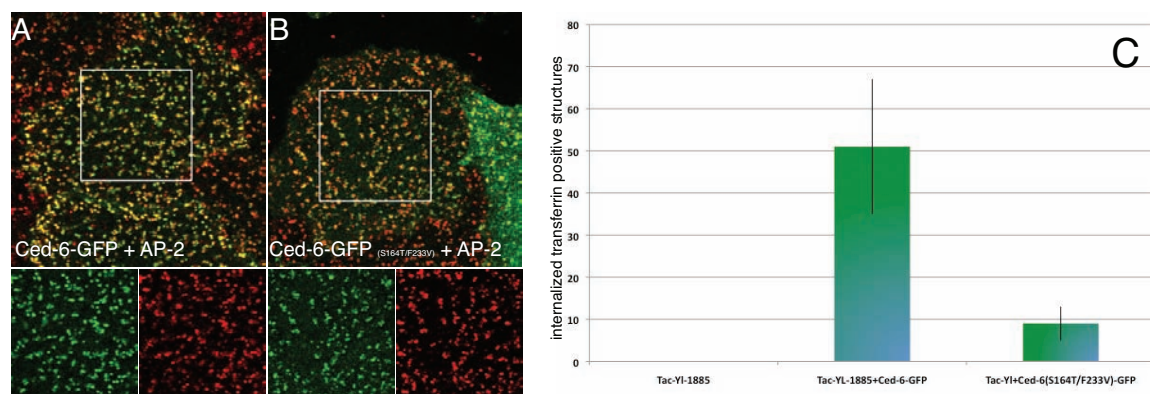 A
B
Ced-6-GFP + AP-2
Ced-6-GFP (S164T/F233V) + AP-2
C
internalized transferrin positive structures
80
70
60
50
40
30
20
10
0
Tac-Yl-1885
Tac-YL-1885+Ced-6-GFP
Tac-Yl+Ced-6(S164T/F233V)-GFP